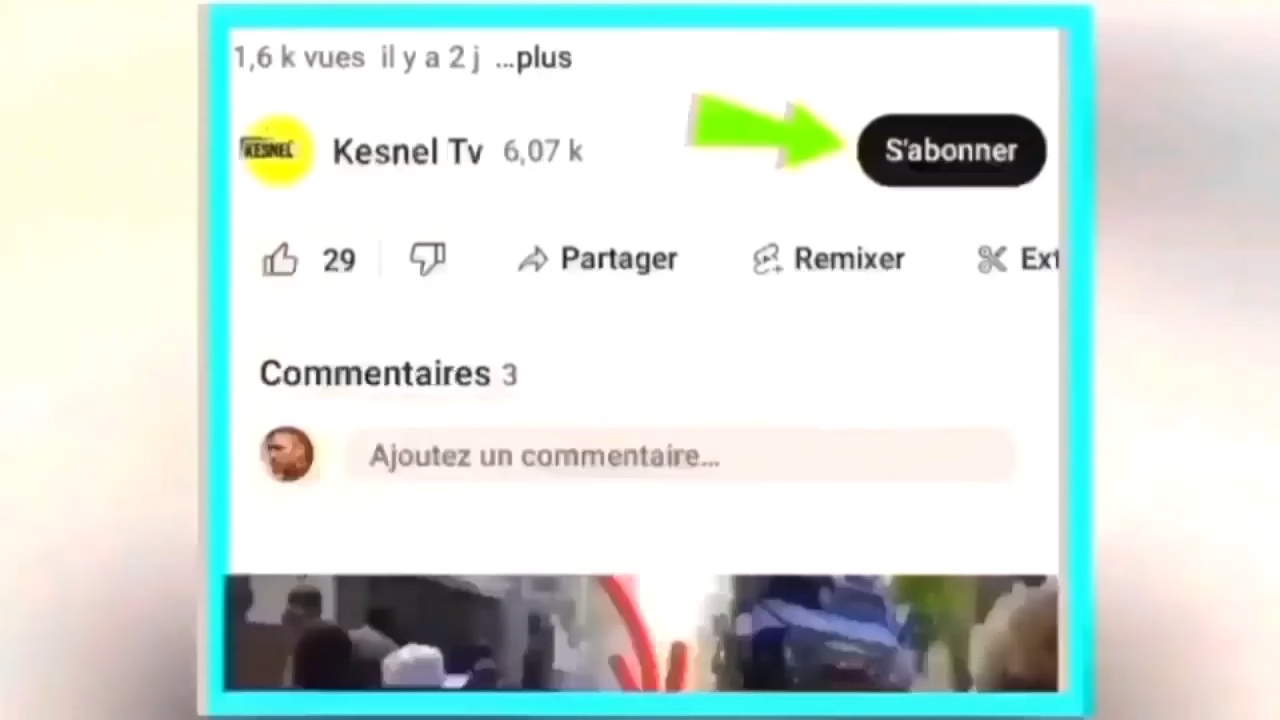 1,6 k vues il y a 2 j ...plus
KESNEL
Kesnel Tv 6,07 k
S'abonner
29
Partager
Remixer
Ext
Commentaires 3
Ajoutez un commentaire...